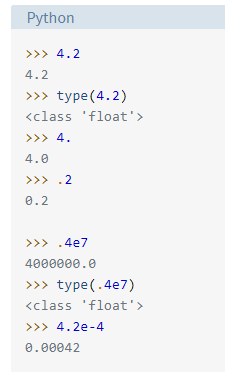 Python
>>> 4.2
4.2
>>> type(4.2)
<class 'float'>
>>> 4.
4.0
>>> .2
0.2
>>> .4e7
4000000.0
>>> type(.4e7)
<class 'float'>
>>> 4.2e-4
0.00042